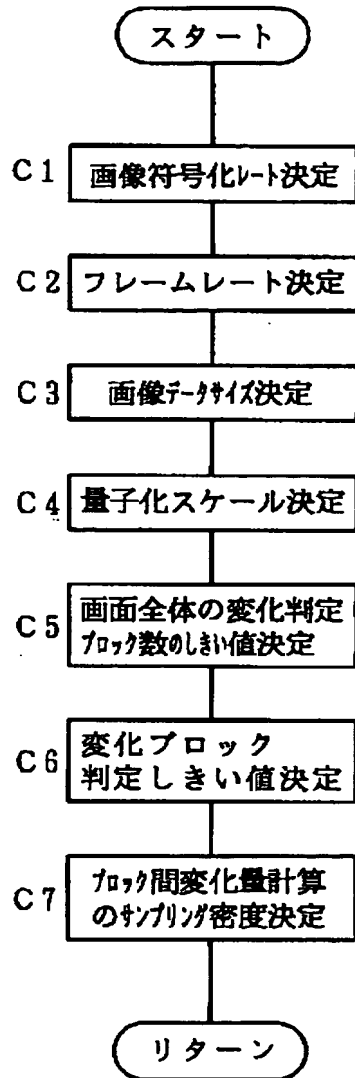 スタート
C1 画像符号化ﾚｰﾄ決定
C2 フレームレート決定
C3 画像ﾃﾞｰﾀｻｲｽﾞ決定
C4 量子化スケール決定
C5 画面全体の変化判定
ﾌﾞﾛｯｸ数のしきい値決定
C6 変化ブロック
判定しきい値決定
C7 ﾌﾞﾛｯｸ間変化量計算
のｻﾝﾌﾟﾘﾝｸﾞ密度決定
リターン